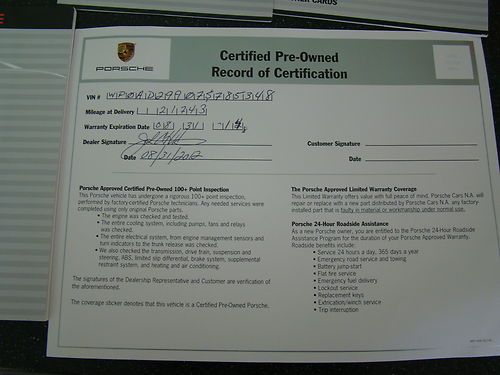 NER CARDS
PORSCHE
Certified Pre-Owned
Record of Certification
VIN #
Mileage at Delivery 12,243
Warranty Expiration Date 08/31/
Dealer Signature
Customer Signature
Date 08/31/2012
Date
Porsche Approved Certified Pre-Owned 100+ Point Inspection
This Porsche vehicle has undergone a rigorous 100+ point inspection,
performed by factory-certified Porsche technicians. Any needed services were
completed using only original Porsche parts.
• The engine was checked and tested.
• The entire cooling system, including pumps, fans and relays
was checked.
• The entire electrical system, from engine management sensors and
turn indicators to the trunk release was checked.
• We also checked the transmission, drive train, suspension and
steering, ABS, limited slip differential, brake system, supplemental
restraint system, and heating and air conditioning.
The signatures of the Dealership Representative and Customer are verification of
the aforementioned.
The coverage sticker denotes that this vehicle is a Certified Pre-Owned Porsche.
The Porsche Approved Limited Warranty Coverage
This Limited Warranty offers value with full peace of mind. Porsche Cars N.A. will
repair or replace with a new part distributed by Porsche Cars N.A. any factory-
installed part that is faulty in material or workmanship under normal use.
Porsche 24-Hour Roadside Assistance
As a new Porsche owner, you are entitled to the Porsche 24-Hour Roadside
Assistance Program for the duration of your Porsche Approved Warranty.
Roadside benefits include:
• Service 24 hours a day, 365 days a year
• Emergency road service and towing
• Battery jump-start
• Flat tire service
• Emergency fuel delivery
• Lockout service
• Replacement keys
• Extrication/winch service
• Trip interruption